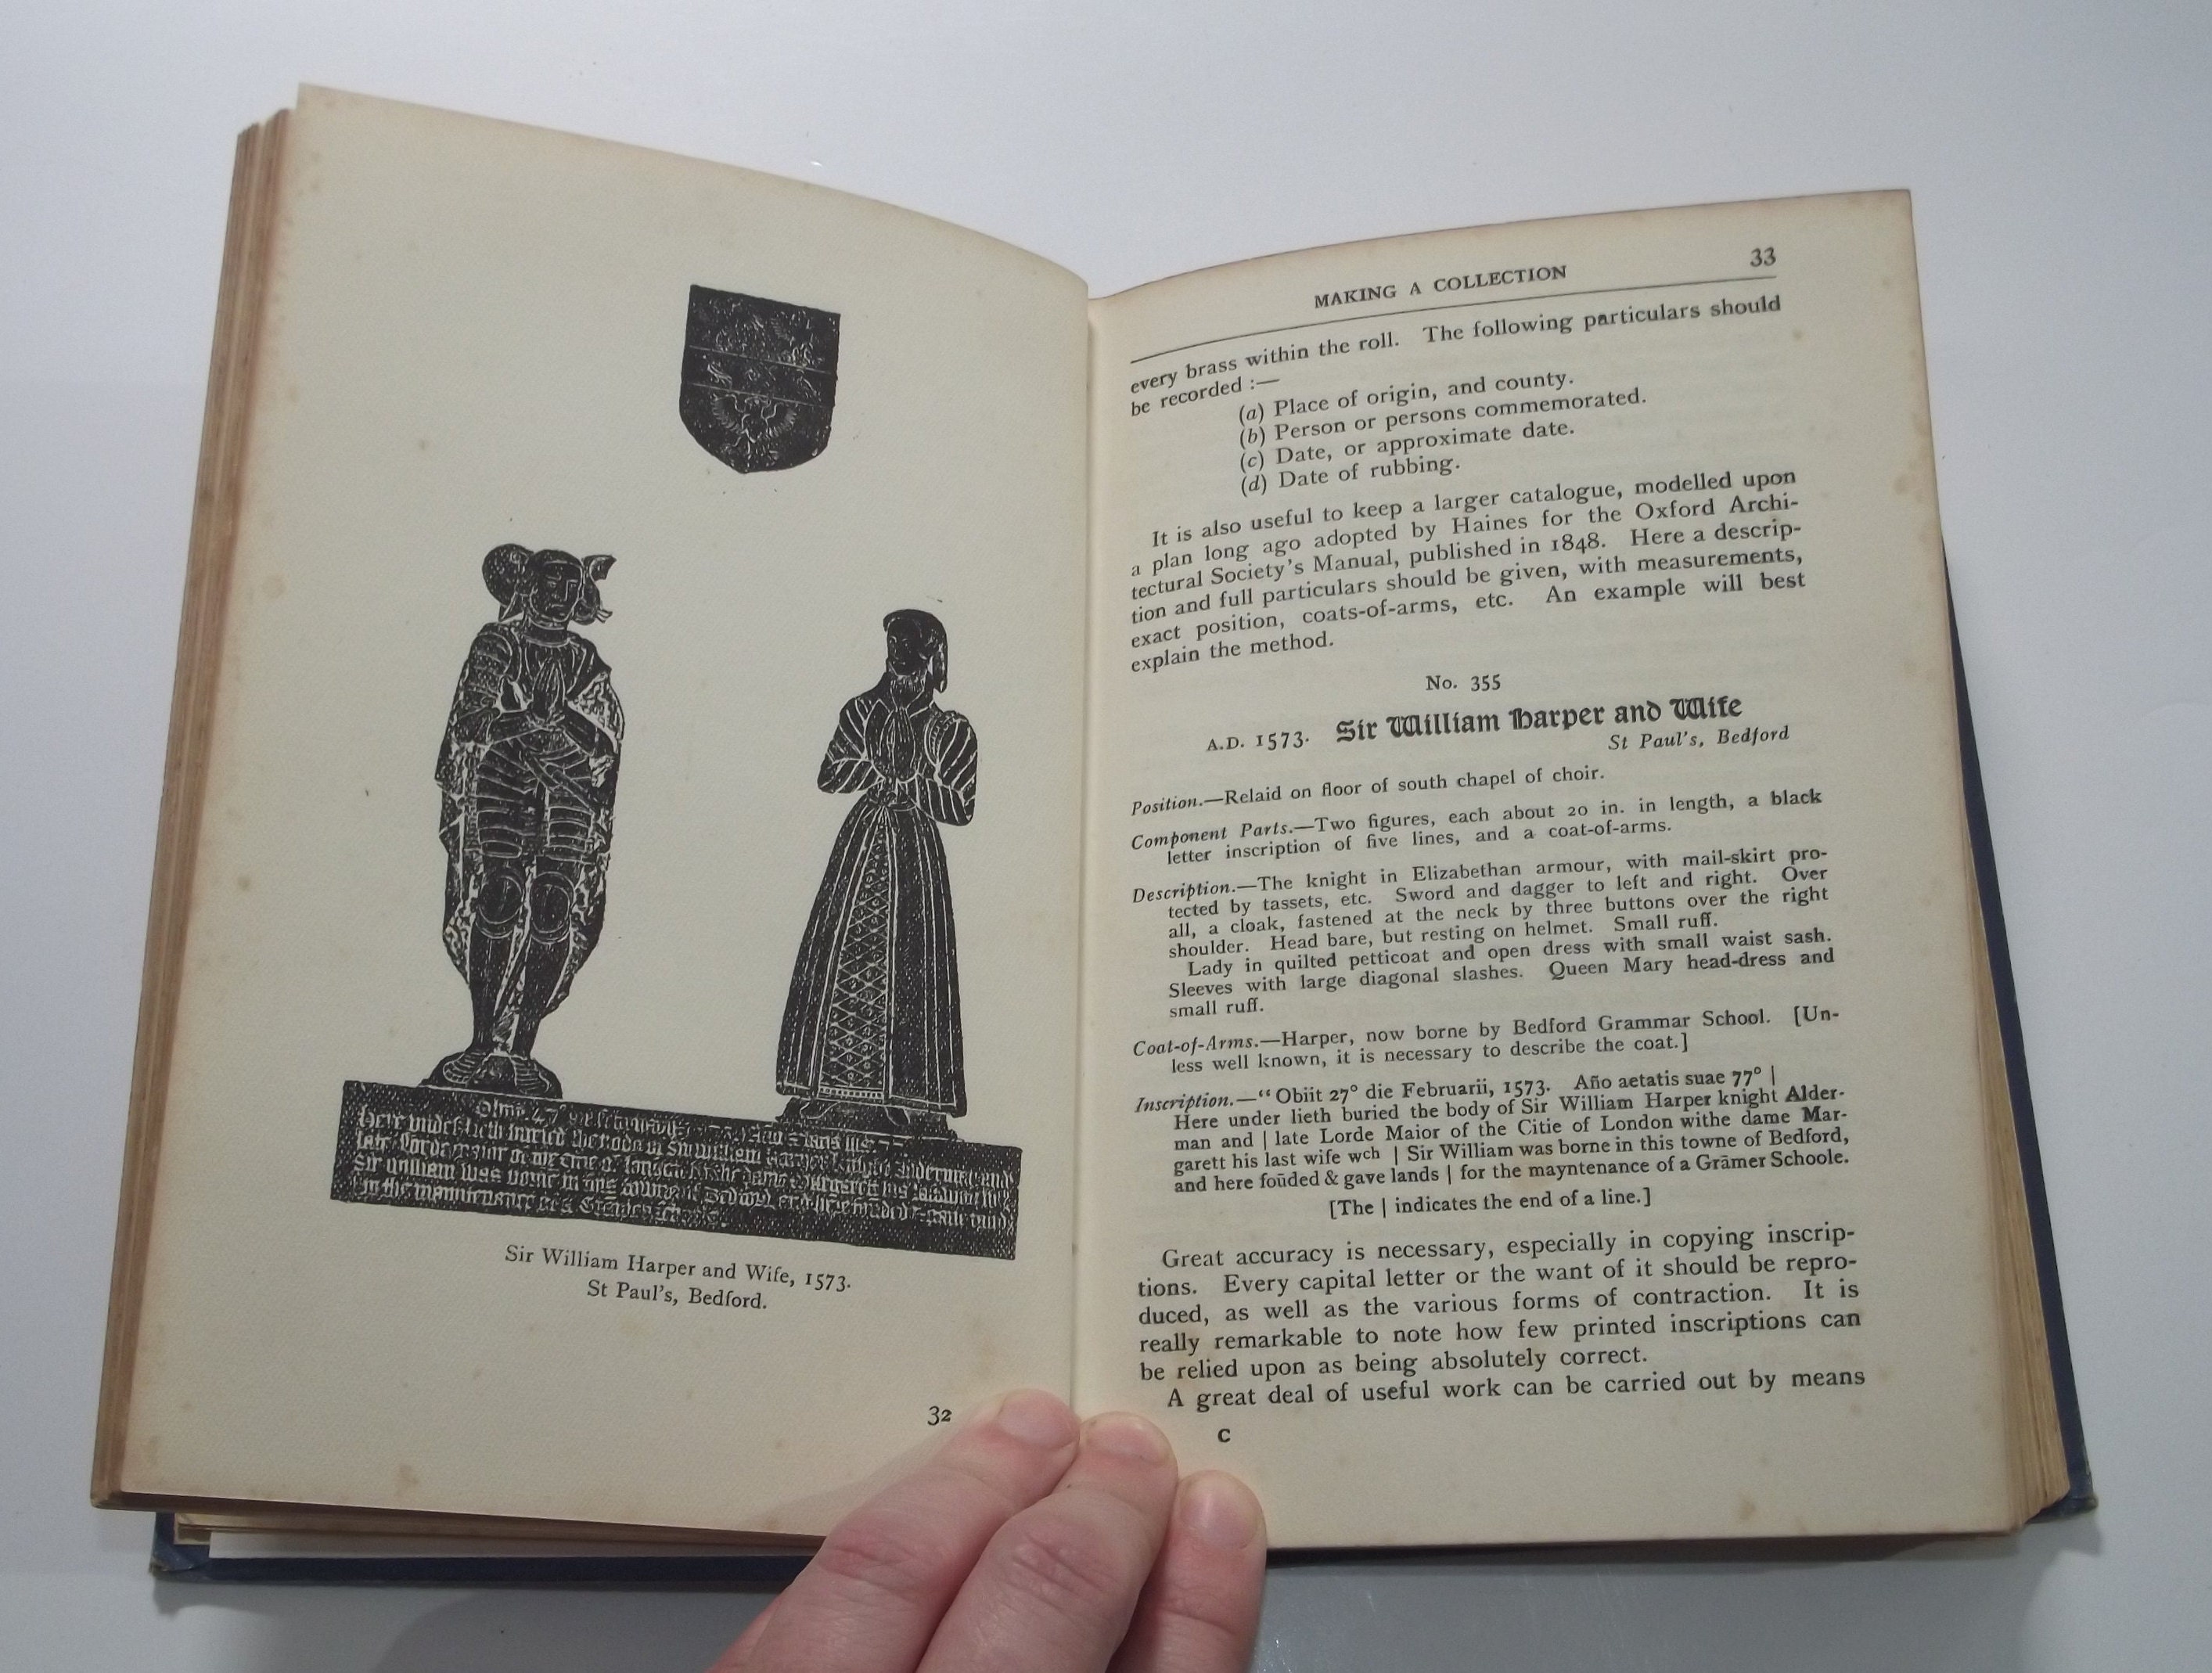 Sir William Harper and Wife, 1573.
St Paul's, Bedford.
32
MAKING A COLLECTION 33
every brass within the roll. The following particulars should
be recorded :—
(a) Place of origin, and county.
(b) Person or persons commemorated.
(c) Date, or approximate date.
(d) Date of rubbing.
It is also useful to keep a larger catalogue, modelled upon
a plan long ago adopted by Haines for the Oxford Archi-
tectural Society's Manual, published in 1848. Here a descrip-
tion and full particulars should be given, with measurements,
exact position, coats-of-arms, etc. An example will best
explain the method.
No. 355
A.D. 1573. Sir William Harper and Wife
St Paul's, Bedford
Position.—Relaid on floor of south chapel of choir.
Component Parts.—Two figures, each about 20 in. in length, a black
letter inscription of five lines, and a coat-of-arms.
Description.—The knight in Elizabethan armour, with mail-skirt pro-
tected by tassets, etc. Sword and dagger to left and right. Over
all, a cloak, fastened at the neck by three buttons over the right
shoulder. Head bare, but resting on helmet. Small ruff.
Lady in quilted petticoat and open dress with small waist sash.
Sleeves with large diagonal slashes. Queen Mary head-dress and
small ruff.
Coat-of-Arms.—Harper, now borne by Bedford Grammar School. [Un-
less well known, it is necessary to describe the coat.]
Inscription.—“ Obiit 27° die Februarii, 1573. Año aetatis suae 77° |
Here under lieth buried the body of Sir William Harper knight Alder-
man and | late Lorde Maior of the Citie of London withe dame Mar-
garett his last wife wch | Sir William was borne in this towne of Bedford,
and here foūded & gave lands | for the mayntenance of a Grāmer Schoole.
[The | indicates the end of a line.]
Great accuracy is necessary, especially in copying inscrip-
tions. Every capital letter or the want of it should be repro-
duced, as well as the various forms of contraction. It is
really remarkable to note how few printed inscriptions can
be relied upon as being absolutely correct.
A great deal of useful work can be carried out by means
C